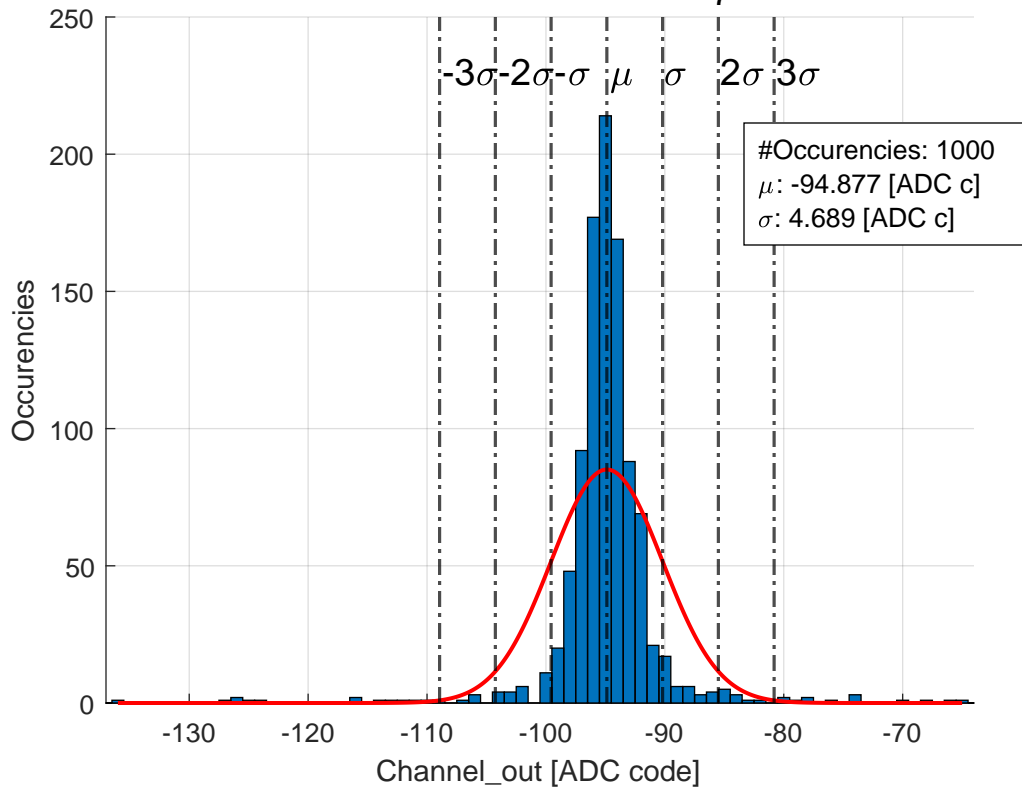 250
200
150
100
50
0
-3σ -2σ -σ μ σ 2σ 3σ
#Occurencies: 1000
μ: -94.877 [ADC c]
σ: 4.689 [ADC c]
Occurencies
-130 -120 -110 -100 -90 -80 -70
Channel_out [ADC code]